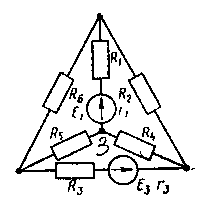 R₁
R₆ R₂
E₁ r₁
R₅ 3 R₄
R₃ E₃ r₃